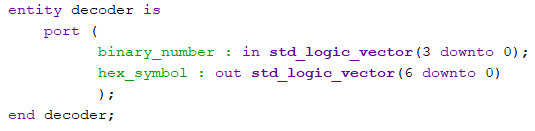 entity decoder is
    port (
          binary_number : in std_logic_vector(3 downto 0);
          hex_symbol : out std_logic_vector(6 downto 0)
          );
end decoder;